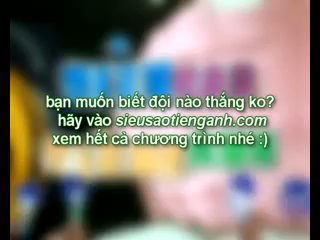 bạn muốn biết đội nào thắng ko?
hãy vào sieusaotienganh.com
xem hết cả chương trình nhé :)